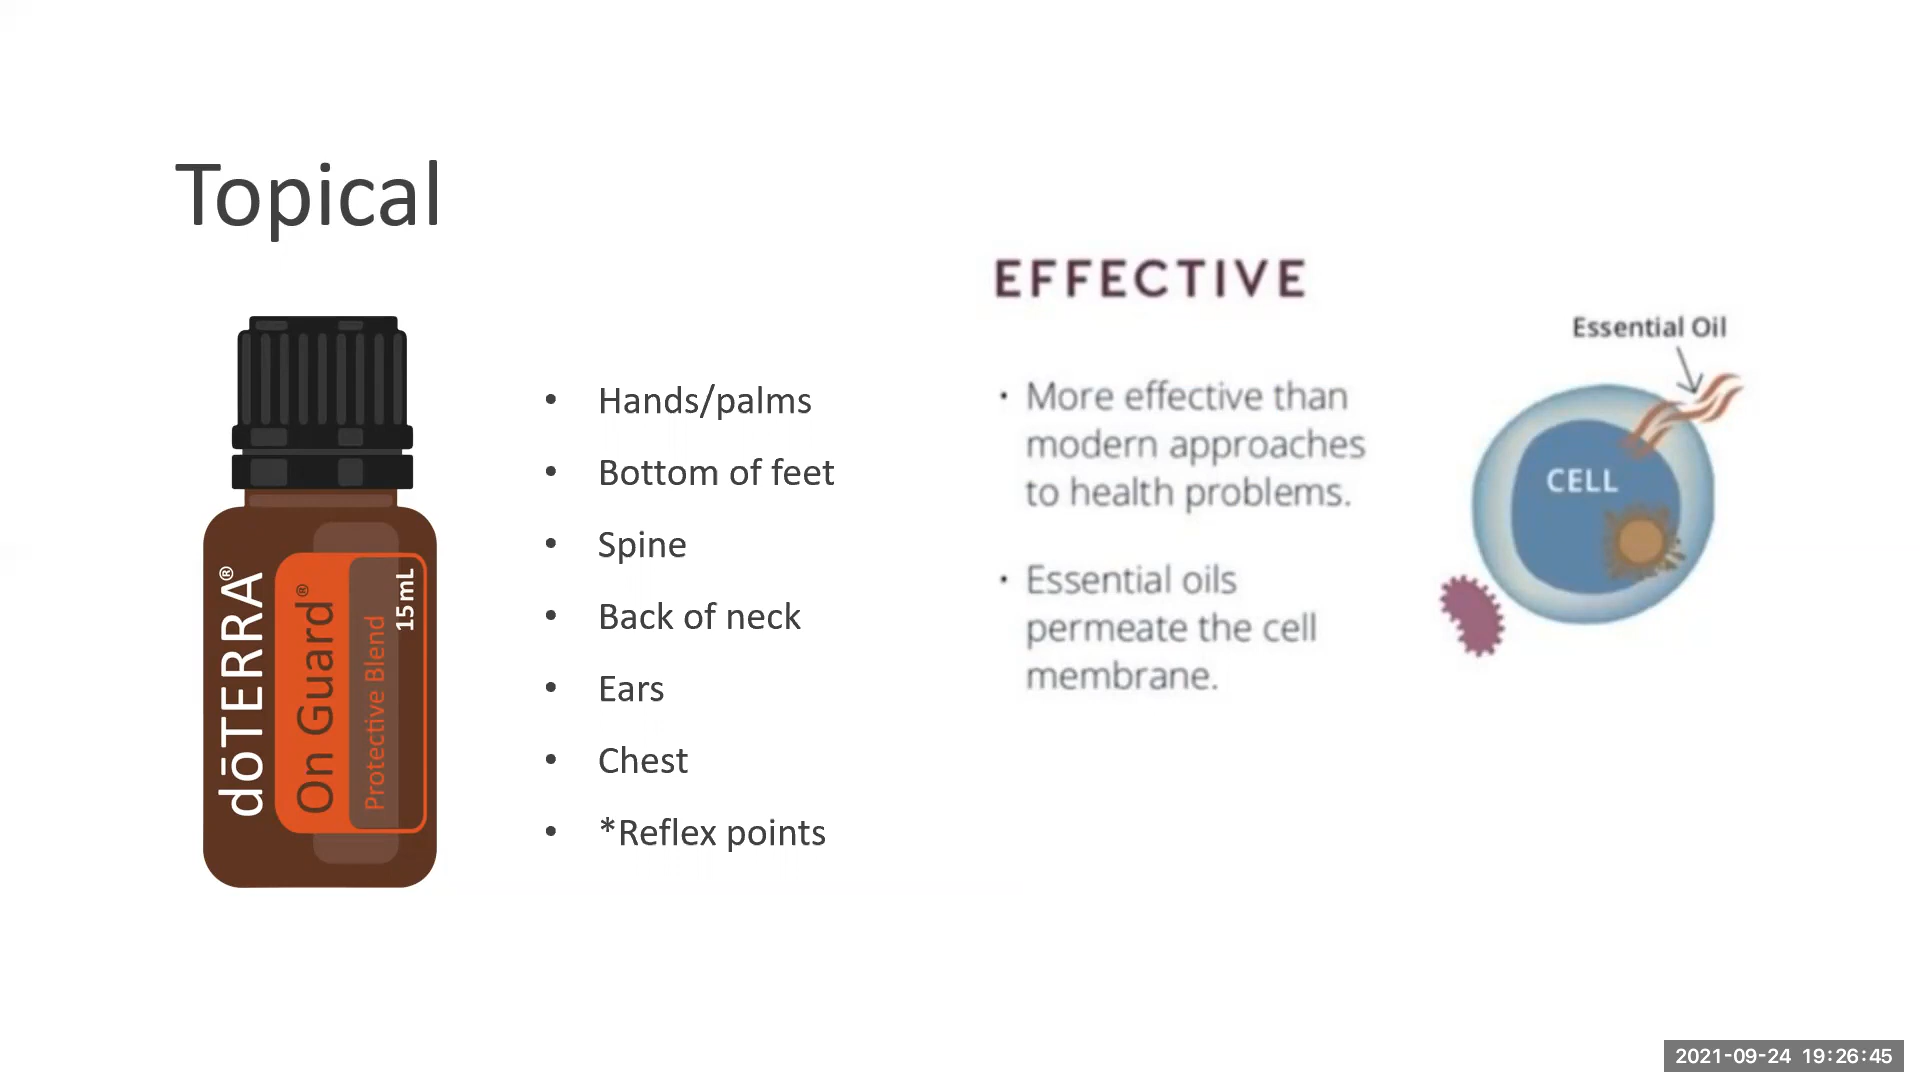 Topical
dōTERRA®
On Guard®
Protective Blend
15 mL
• Hands/palms
• Bottom of feet
• Spine
• Back of neck
• Ears
• Chest
• *Reflex points
EFFECTIVE
• More effective than
modern approaches
to health problems.
• Essential oils
permeate the cell
membrane.
Essential Oil
CELL
2021-09-24 19:26:45